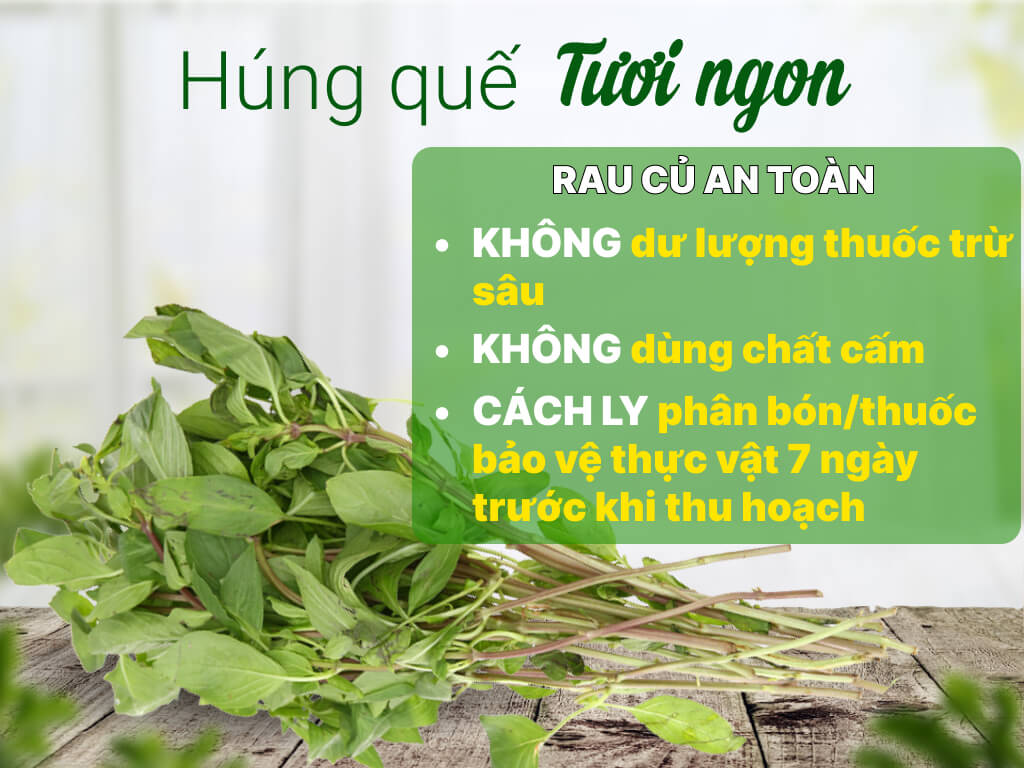 Húng quế Tươi ngon
RAU CỦ AN TOÀN
• KHÔNG dư lượng thuốc trừ
sâu
• KHÔNG dùng chất cấm
• CÁCH LY phân bón/thuốc
bảo vệ thực vật 7 ngày
trước khi thu hoạch